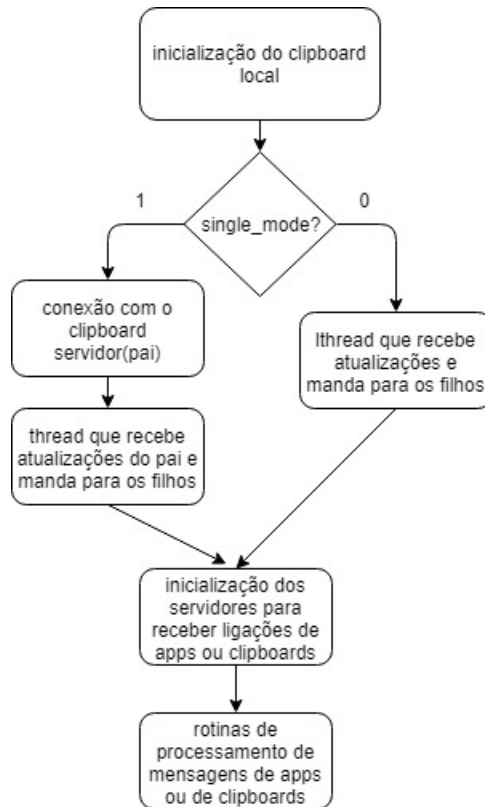 inicialização do clipboard
local
1
0
single_mode?
conexão com o
clipboard
servidor(pai)
lthread que recebe
atualizações e
manda para os filhos
thread que recebe
atualizações do pai e
manda para os filhos
inicialização dos
servidores para
receber ligações de
apps ou clipboards
rotinas de
processamento de
mensagens de apps
ou de clipboards